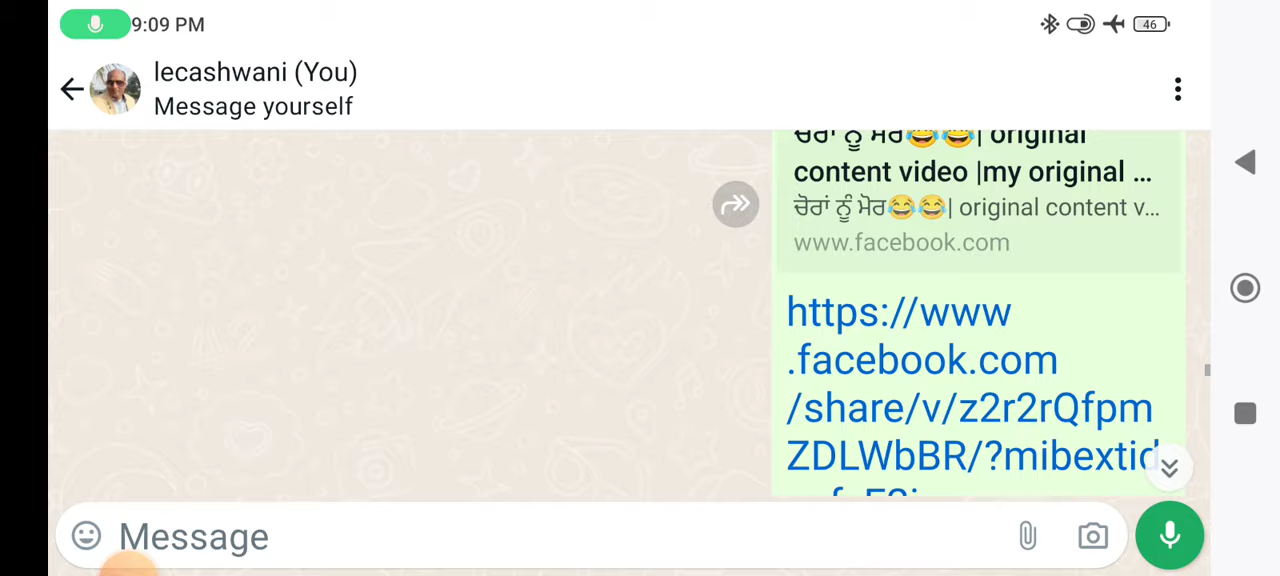 9:09 PM
46
lecashwani (You)
Message yourself
ਚੋਰਾਂ ਨੂੰ ਮੋਰ😂😂| original
content video |my original ...
ਚੋਰਾਂ ਨੂੰ ਮੋਰ😂😂| original content v...
www.facebook.com
https://www
.facebook.com
/share/v/z2r2rQfpm
ZDLWbBR/?mibextid
Message